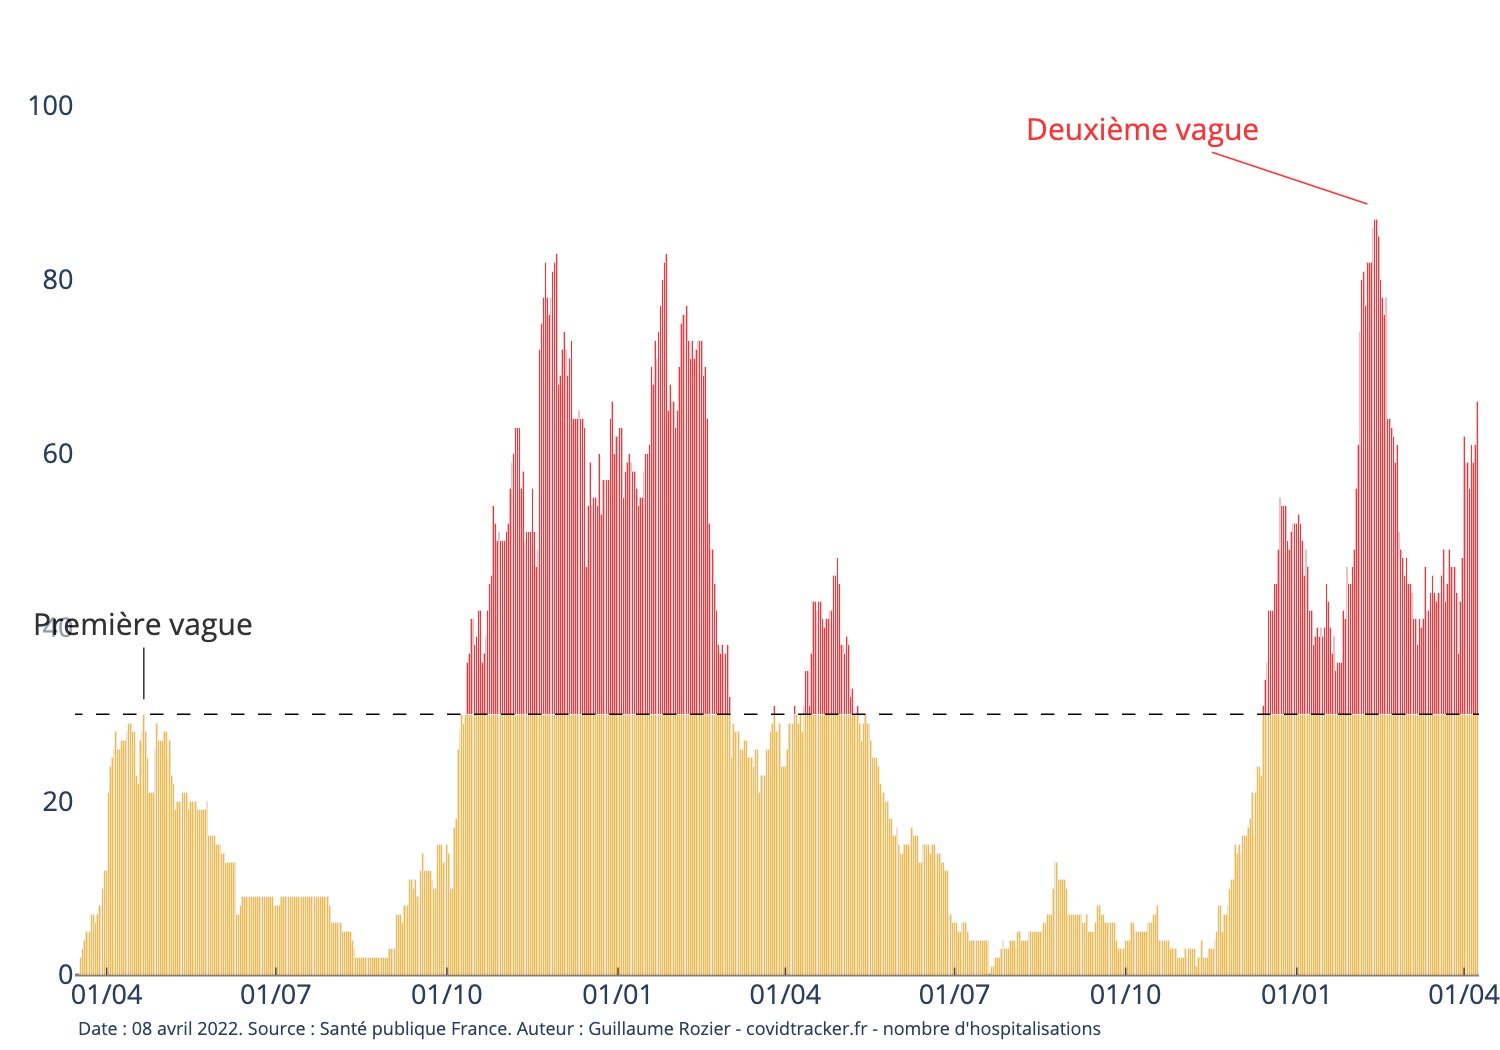 100
Deuxième vague
80
60
Première vague
40
20
0
01/04 01/07 01/10 01/01 01/04 01/07 01/10 01/01 01/04
Date : 08 avril 2022. Source : Santé publique France. Auteur : Guillaume Rozier - covidtracker.fr - nombre d'hospitalisations